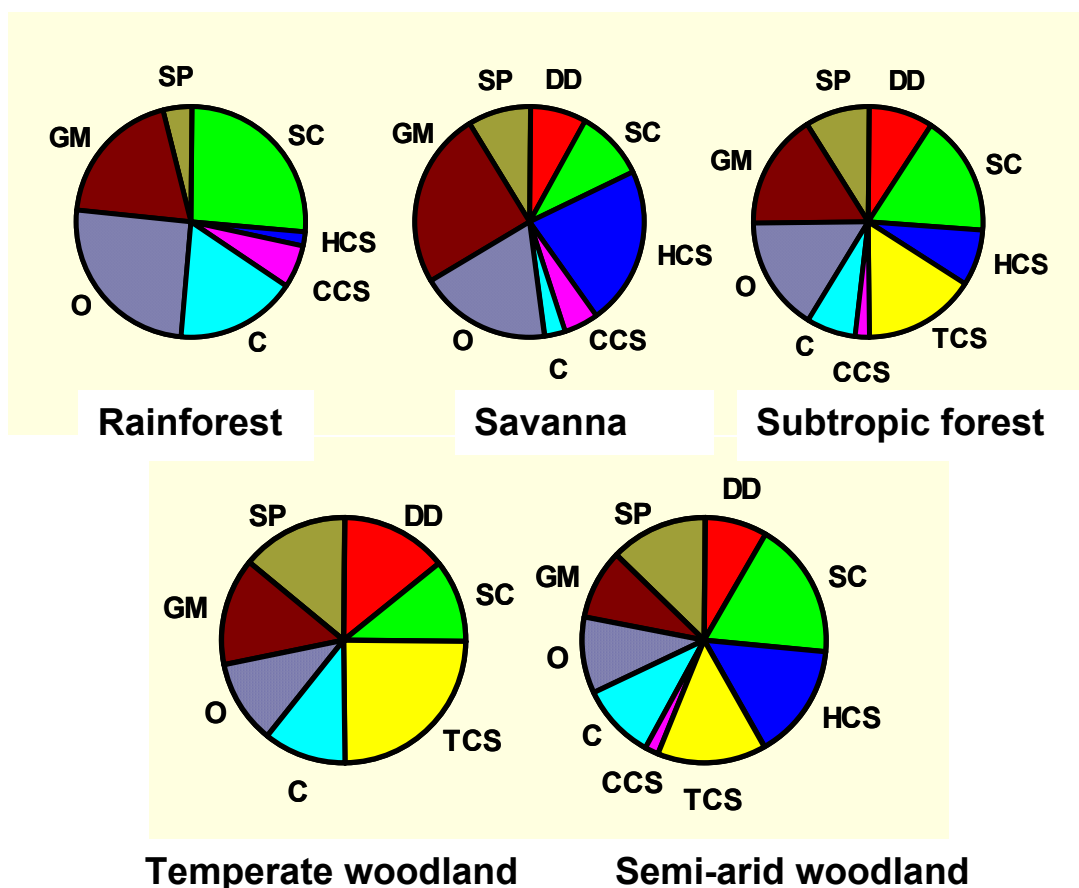 SP
SC
HCS
CCS
C
O
GM
Rainforest
SP
DD
SC
HCS
CCS
C
O
GM
Savanna
SP
DD
SC
HCS
TCS
CCS
C
O
GM
Subtropic forest
SP
DD
SC
TCS
C
O
GM
Temperate woodland
SP
DD
SC
HCS
TCS
CCS
C
O
GM
Semi-arid woodland